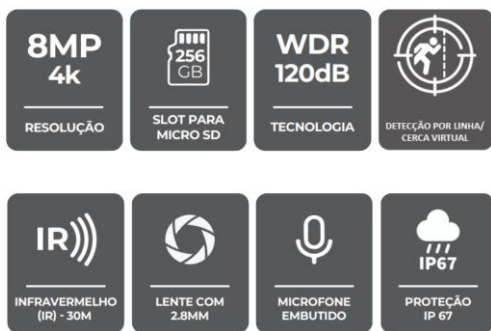 8MP
4k
RESOLUÇÃO
256
GB
SLOT PARA
MICRO SD
WDR
120dB
TECNOLOGIA
DETECÇÃO POR LINHA/
CERCA VIRTUAL
IR
INFRAVERMELHO
(IR) - 30M
LENTE COM
2.8MM
MICROFONE
EMBUTIDO
IP67
PROTEÇÃO
IP 67